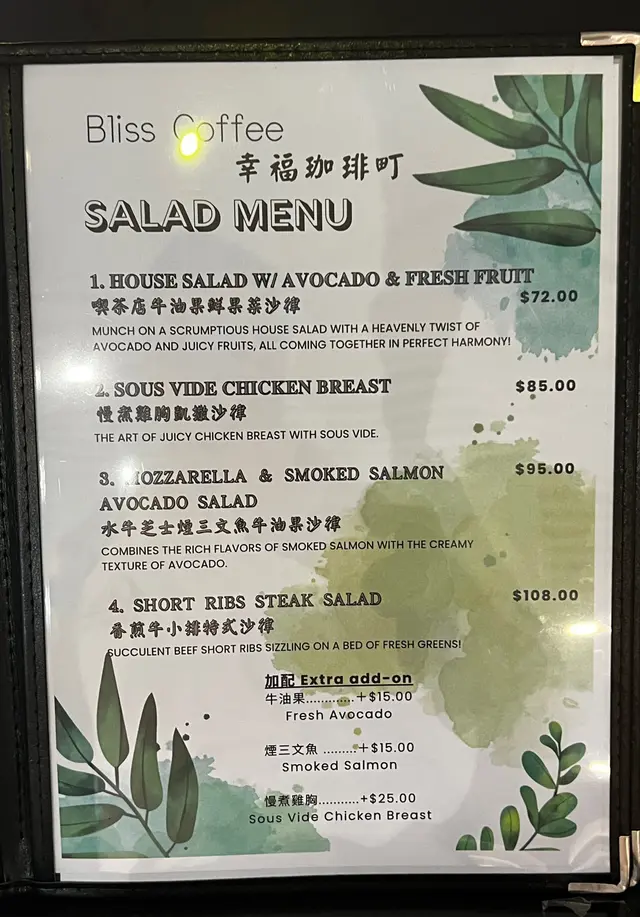 Bliss Coffee
幸福珈琲町
SALAD MENU
1. HOUSE SALAD W/ AVOCADO & FRESH FRUIT
$72.00
喫茶店牛油果鮮果菜沙律
MUNCH ON A SCRUMPTIOUS HOUSE SALAD WITH A HEAVENLY TWIST OF
AVOCADO AND JUICY FRUITS, ALL COMING TOGETHER IN PERFECT HARMONY!
2. SOUS VIDE CHICKEN BREAST $85.00
慢煮雞胸凱撒沙律
THE ART OF JUICY CHICKEN BREAST WITH SOUS VIDE.
3. MOZZARELLA & SMOKED SALMON $95.00
AVOCADO SALAD
水牛芝士煙三文魚牛油果沙律
COMBINES THE RICH FLAVORS OF SMOKED SALMON WITH THE CREAMY
TEXTURE OF AVOCADO.
4. SHORT RIBS STEAK SALAD $108.00
香煎牛小排特式沙律
SUCCULENT BEEF SHORT RIBS SIZZLING ON A BED OF FRESH GREENS!
加配 Extra add-on
牛油果............+$15.00
Fresh Avocado
煙三文魚 .........+$15.00
Smoked Salmon
慢煮雞胸...........+$25.00
Sous Vide Chicken Breast